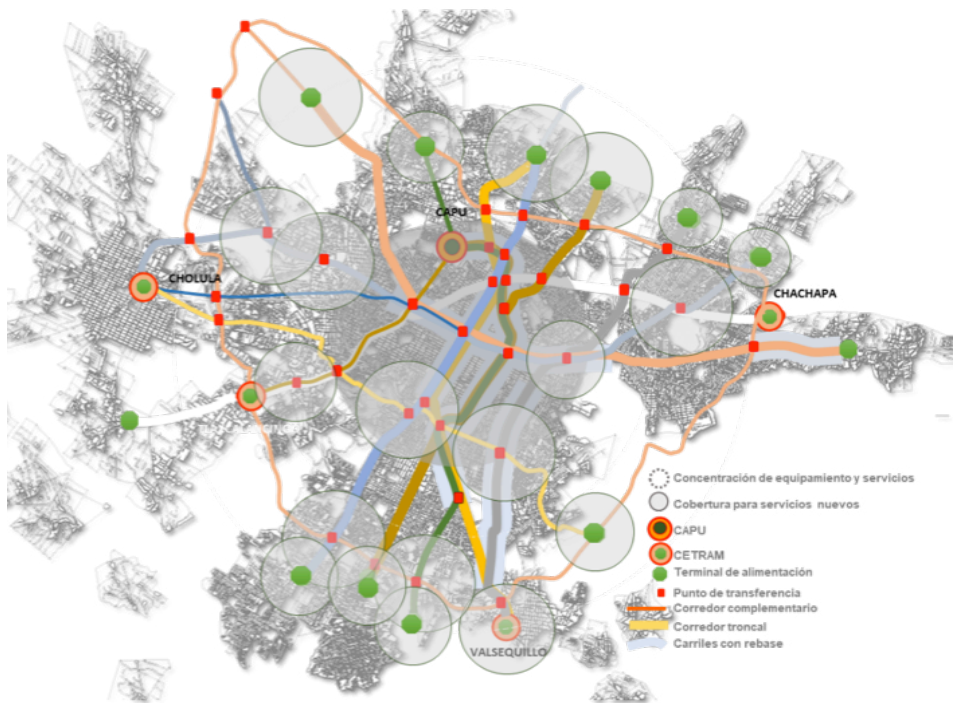 CAPU
CHOLULA
CHACHAPA
VALSEQUILLO
Concentración de equipamiento y servicios
Cobertura para servicios nuevos
CAPU
CETRAM
Terminal de alimentación
Punto de transferencia
Corredor complementario
Corredor troncal
Carriles con rebase